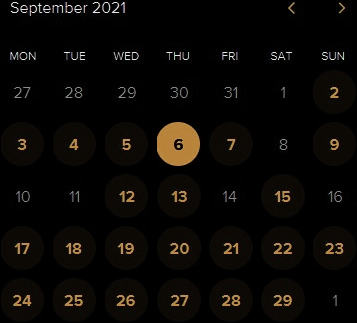 September 2021
MON TUE WED THU FRI SAT SUN
27 28 29 30 31 1 2
3 4 5 6 7 8 9
10 11 12 13 14 15 16
17 18 19 20 21 22 23
24 25 26 27 28 29 1